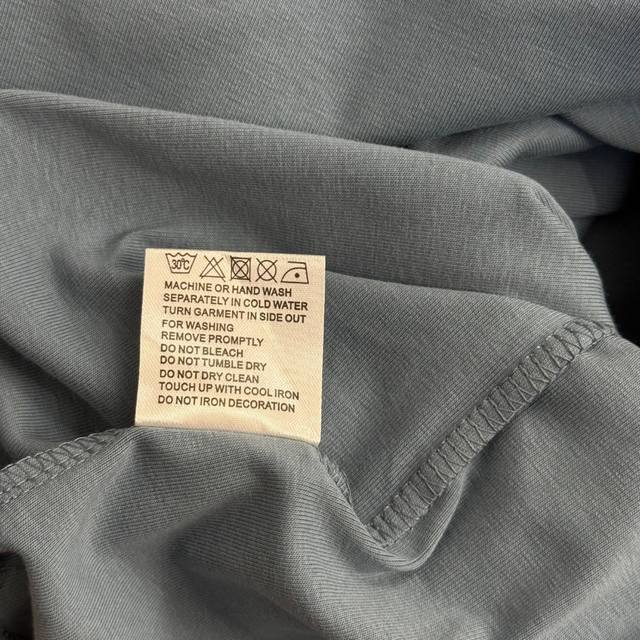 30°C
MACHINE OR HAND WASH
SEPARATELY IN COLD WATER
TURN GARMENT IN SIDE OUT
FOR WASHING
REMOVE PROMPTLY
DO NOT BLEACH
DO NOT TUMBLE DRY
DO NOT DRY CLEAN
TOUCH UP WITH COOL IRON
DO NOT IRON DECORATION